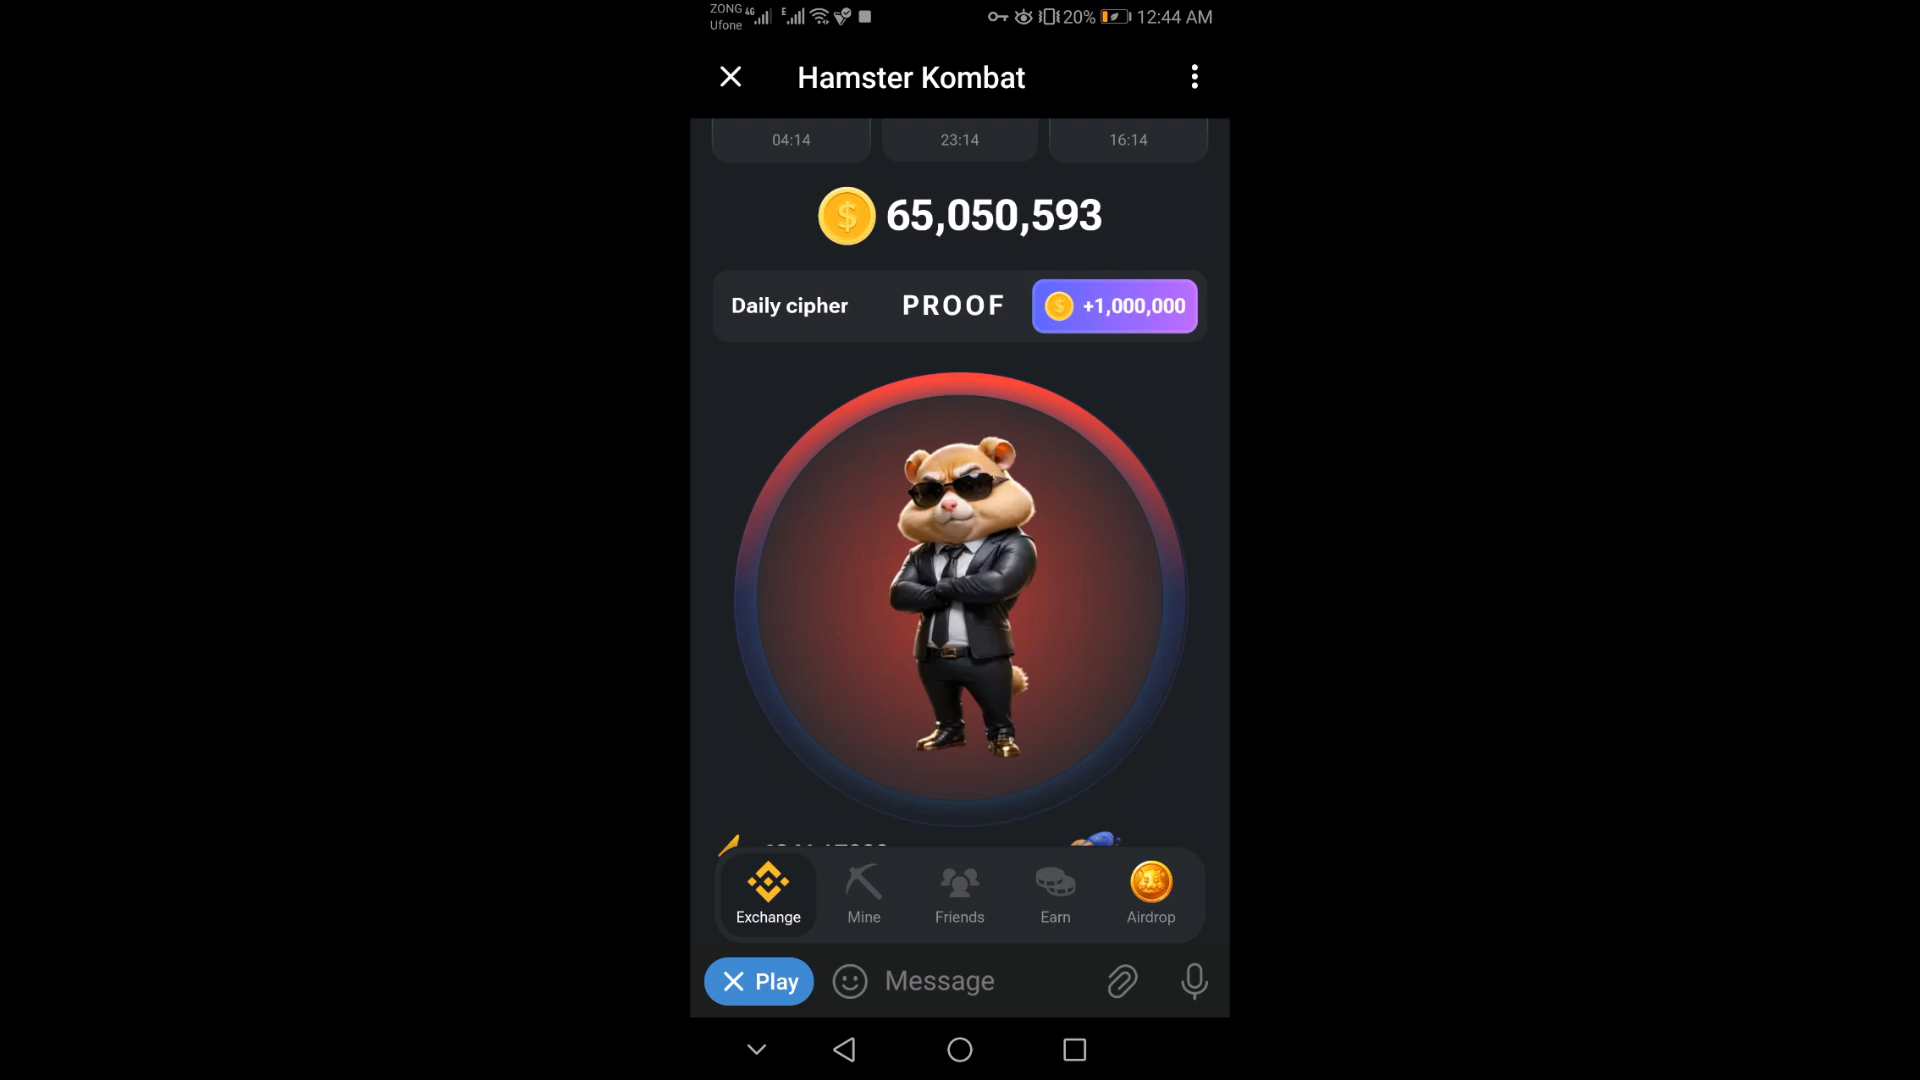 ZONG 4G E 20% 12:44 AM
Ufone
Hamster Kombat
04:14 23:14 16:14
65,050,593
Daily cipher PROOF +1,000,000
Exchange Mine Friends Earn Airdrop
Play Message